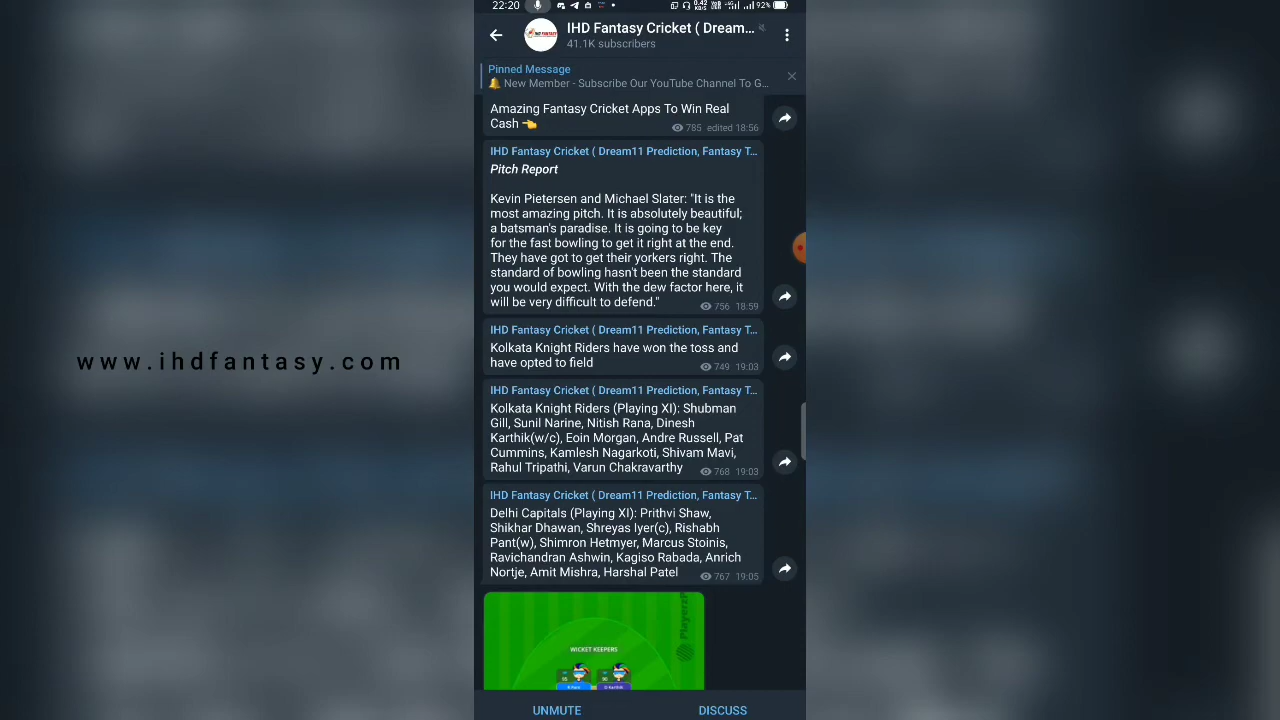 22:20
0.42
92%
IHD Fantasy Cricket ( Dream...
41.1K subscribers
Pinned Message
🔔 New Member - Subscribe Our YouTube Channel To G...
Amazing Fantasy Cricket Apps To Win Real
Cash 👈
785 edited 18:56
IHD Fantasy Cricket ( Dream11 Prediction, Fantasy T...
Pitch Report
Kevin Pietersen and Michael Slater: "It is the
most amazing pitch. It is absolutely beautiful;
a batsman's paradise. It is going to be key
for the fast bowling to get it right at the end.
They have got to get their yorkers right. The
standard of bowling hasn't been the standard
you would expect. With the dew factor here, it
will be very difficult to defend."
756 18:59
IHD Fantasy Cricket ( Dream11 Prediction, Fantasy T...
Kolkata Knight Riders have won the toss and
have opted to field
749 19:03
www.ihdfantasy.com
IHD Fantasy Cricket ( Dream11 Prediction, Fantasy T...
Kolkata Knight Riders (Playing XI): Shubman
Gill, Sunil Narine, Nitish Rana, Dinesh
Karthik(w/c), Eoin Morgan, Andre Russell, Pat
Cummins, Kamlesh Nagarkoti, Shivam Mavi,
Rahul Tripathi, Varun Chakravarthy
768 19:03
IHD Fantasy Cricket ( Dream11 Prediction, Fantasy T...
Delhi Capitals (Playing XI): Prithvi Shaw,
Shikhar Dhawan, Shreyas Iyer(c), Rishabh
Pant(w), Shimron Hetmyer, Marcus Stoinis,
Ravichandran Ashwin, Kagiso Rabada, Anrich
Nortje, Amit Mishra, Harshal Patel
767 19:05
WICKET KEEPERS
UNMUTE
DISCUSS